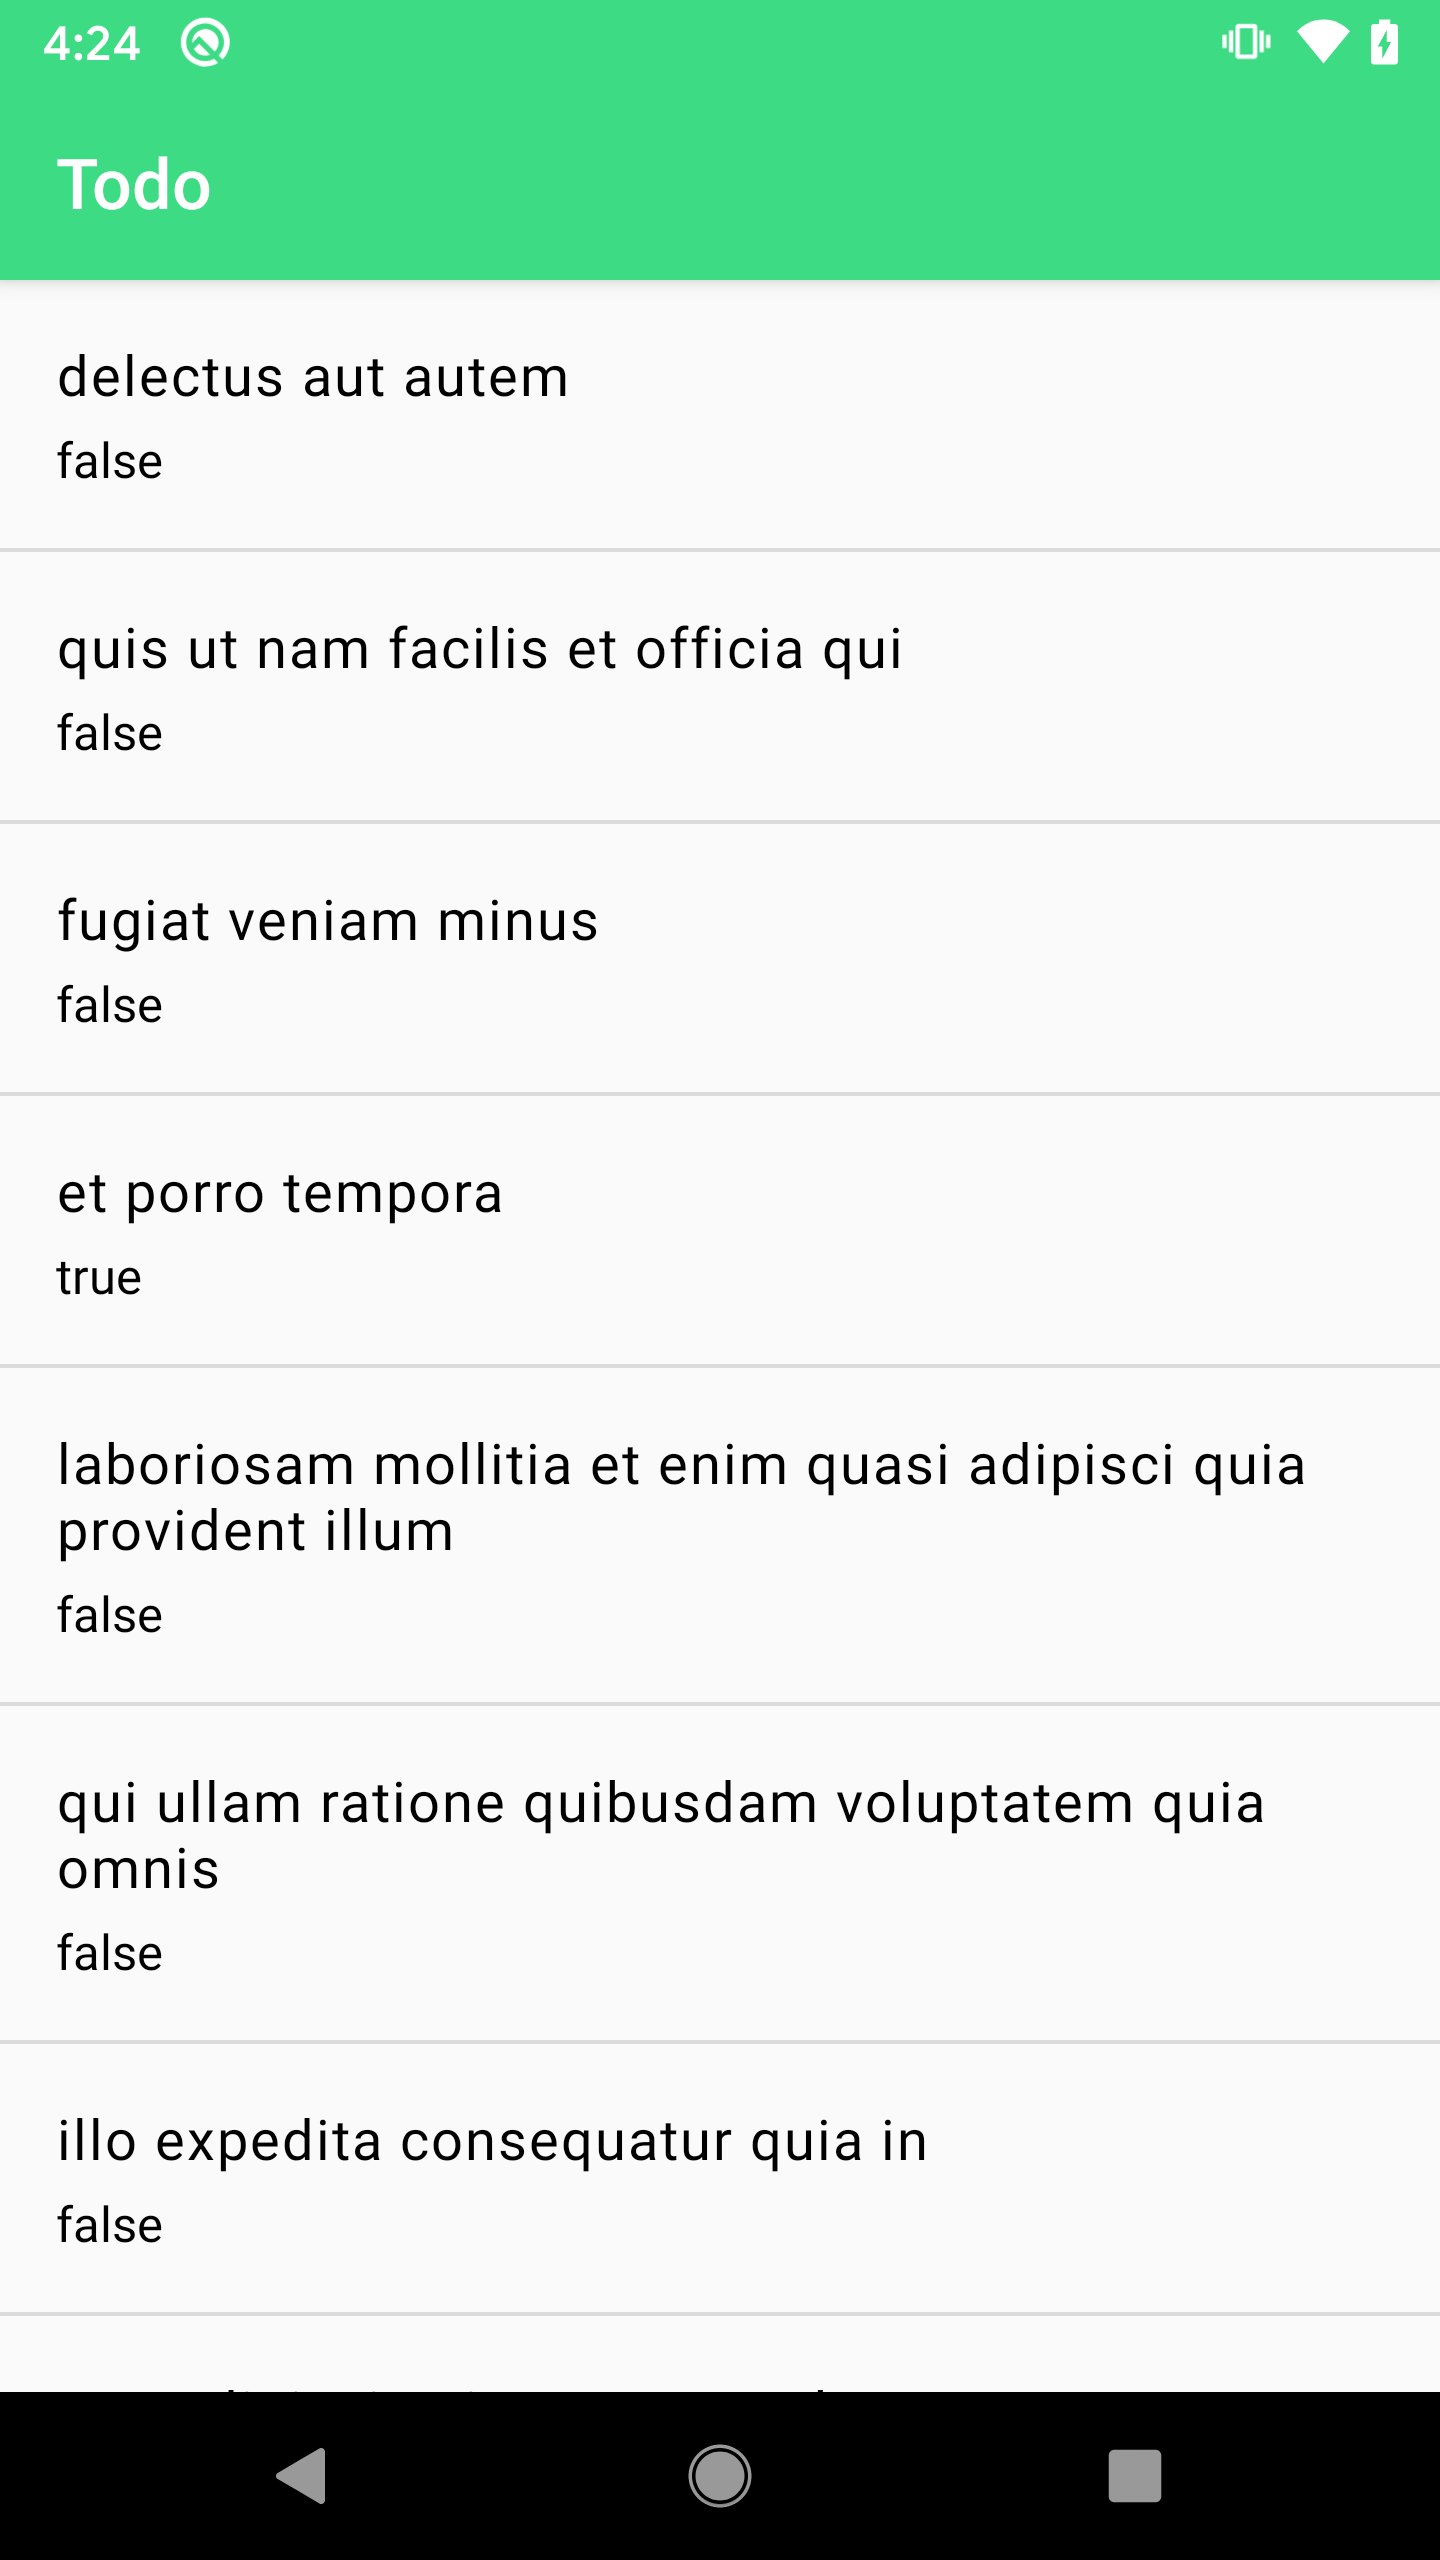 4:24
Todo
delectus aut autem
false
quis ut nam facilis et officia qui
false
fugiat veniam minus
false
et porro tempora
true
laboriosam mollitia et enim quasi adipisci quia
provident illum
false
qui ullam ratione quibusdam voluptatem quia
omnis
false
illo expedita consequatur quia in
false